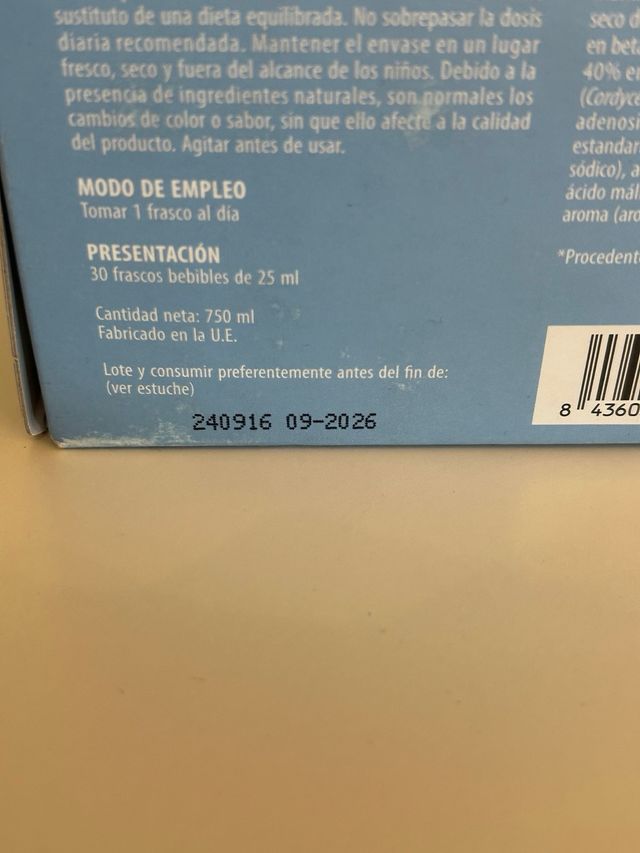 sustituto de una dieta equilibrada. No sobrepasar la dosis
diaria recomendada. Mantener el envase en un lugar
fresco, seco y fuera del alcance de los niños. Debido a la
presencia de ingredientes naturales, son normales los
cambios de color o sabor, sin que ello afecte a la calidad
del producto. Agitar antes de usar.
MODO DE EMPLEO
Tomar 1 frasco al día
PRESENTACIÓN
30 frascos bebibles de 25 ml
Cantidad neta: 750 ml
Fabricado en la U.E.
Lote y consumir preferentemente antes del fin de:
(ver estuche)
240916 09-2026
seco
en
40%
adenosi
estandar
sódico), a
ácido mál
aroma (aro
*Procedent
8 4360